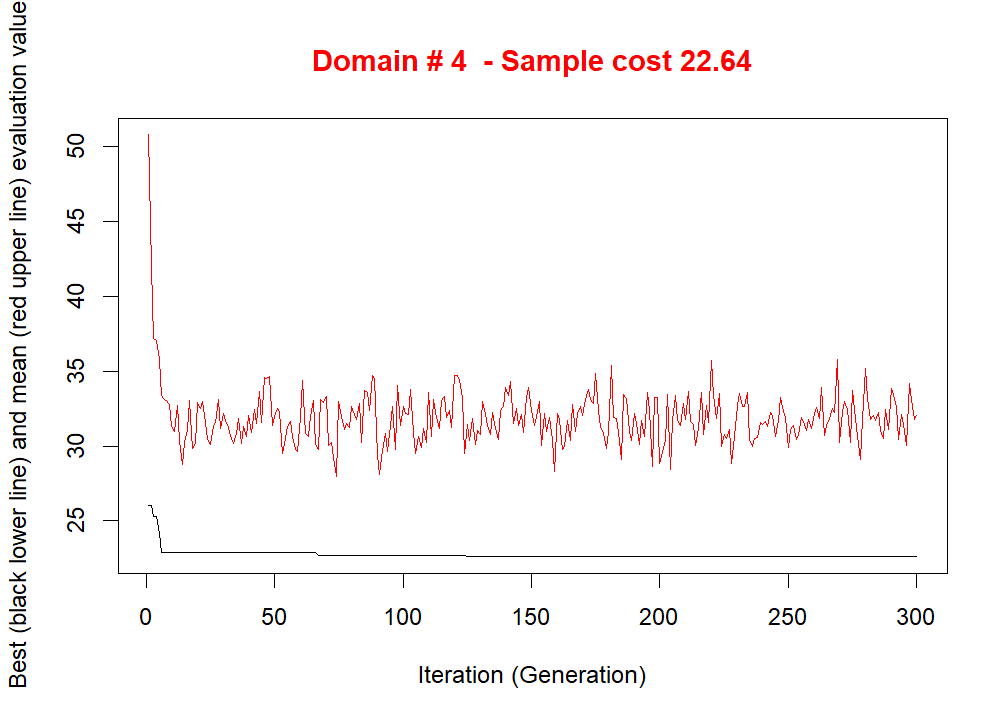 Domain # 4  - Sample cost 22.64
Best (black lower line) and mean (red upper line) evaluation value
50
45
40
35
30
25
0 50 100 150 200 250 300
Iteration (Generation)